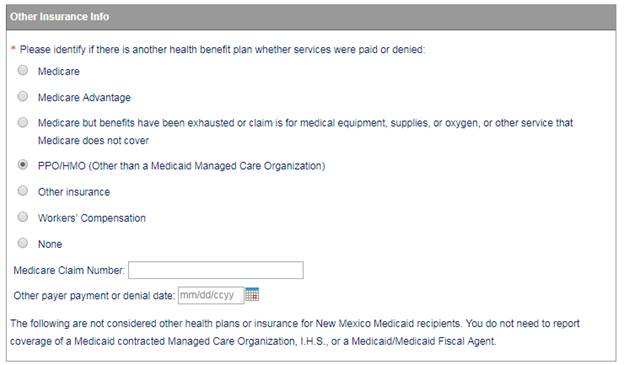 Other Insurance Info
* Please identify if there is another health benefit plan whether services were paid or denied:
Medicare
Medicare Advantage
Medicare but benefits have been exhausted or claim is for medical equipment, supplies, or oxygen, or other service that
Medicare does not cover
PPO/HMO (Other than a Medicaid Managed Care Organization)
Other insurance
Workers' Compensation
None
Medicare Claim Number:
Other payer payment or denial date: mm/dd/ccyy
The following are not considered other health plans or insurance for New Mexico Medicaid recipients. You do not need to report
coverage of a Medicaid contracted Managed Care Organization, I.H.S., or a Medicaid/Medicaid Fiscal Agent.